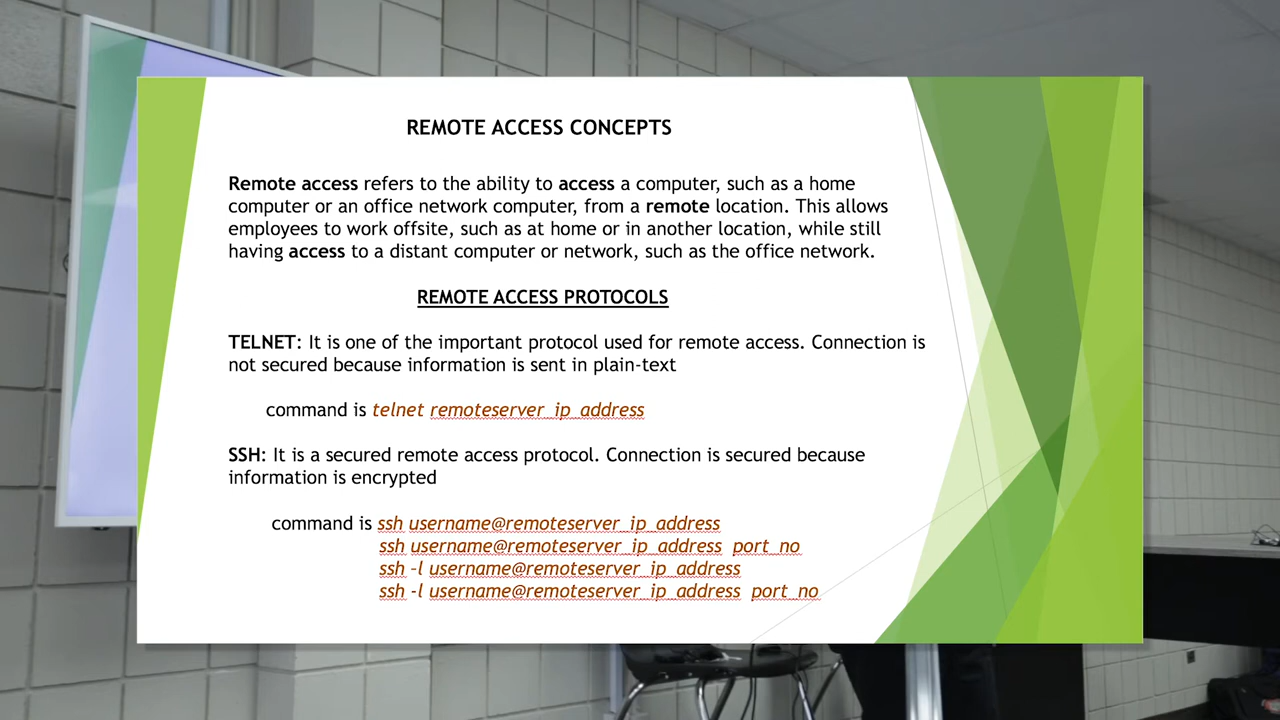 REMOTE ACCESS CONCEPTS
Remote access refers to the ability to access a computer, such as a home
computer or an office network computer, from a remote location. This allows
employees to work offsite, such as at home or in another location, while still
having access to a distant computer or network, such as the office network.
REMOTE ACCESS PROTOCOLS
TELNET: It is one of the important protocol used for remote access. Connection is
not secured because information is sent in plain-text
command is telnet remoteserver_ip_address
SSH: It is a secured remote access protocol. Connection is secured because
information is encrypted
command is ssh username@remoteserver_ip_address
ssh username@remoteserver_ip_address port_no
ssh –l username@remoteserver_ip_address
ssh -l username@remoteserver_ip_address port_no